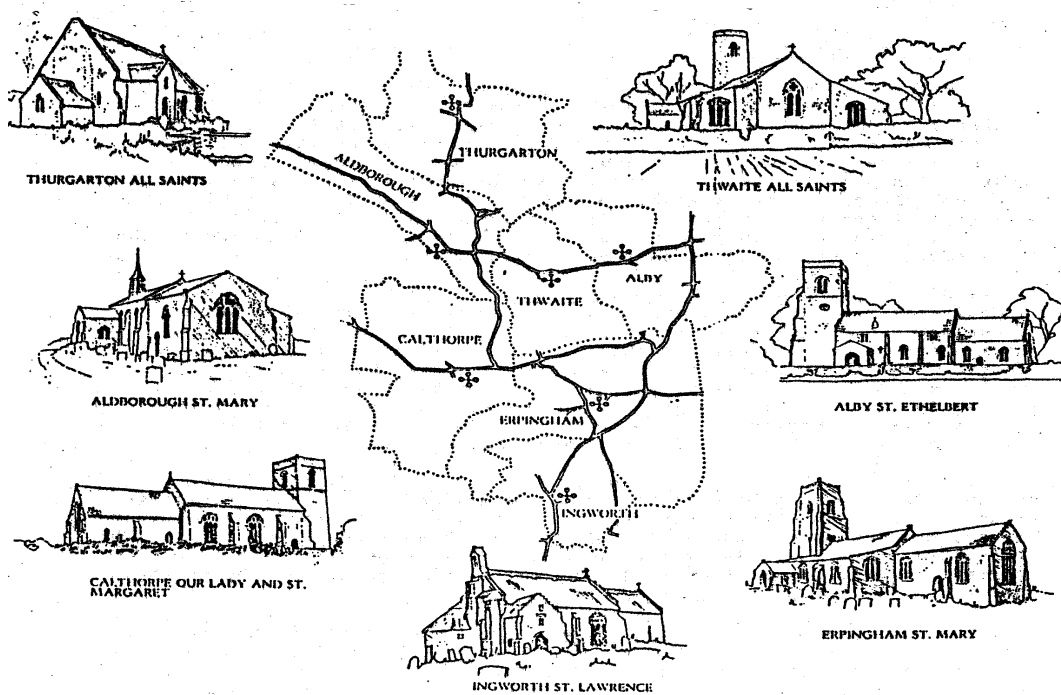 THURGARTON ALL SAINTS
THWAITE ALL SAINTS
THURGARTON
ALDBOROUGH
THWAITE
ALBY
CALTHORPE
ERPINGHAM
INGWORTH
ALDBOROUGH ST. MARY
ALBY ST. ETHELBERT
CALTHORPE OUR LADY AND ST.
MARGARET
ERPINGHAM ST. MARY
INGWORTH ST. LAWRENCE